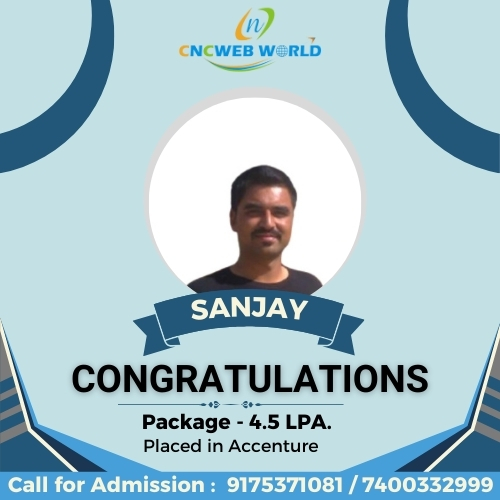 CNCWEB WORLD
SANJAY
CONGRATULATIONS
Package - 4.5 LPA.
Placed in Accenture
Call for Admission : 9175371081 / 7400332999